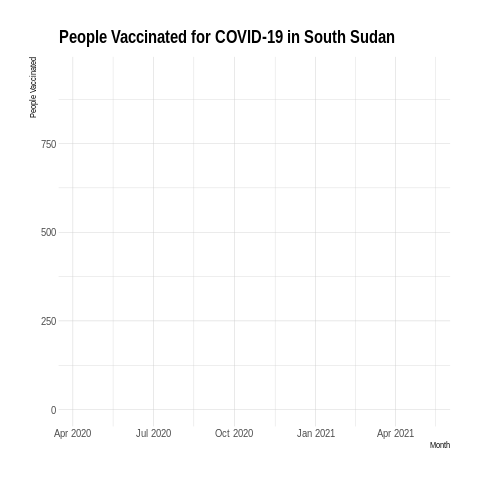 People Vaccinated for COVID-19 in South Sudan
People Vaccinated
750
500
250
0
Apr 2020 Jul 2020 Oct 2020 Jan 2021 Apr 2021
Month